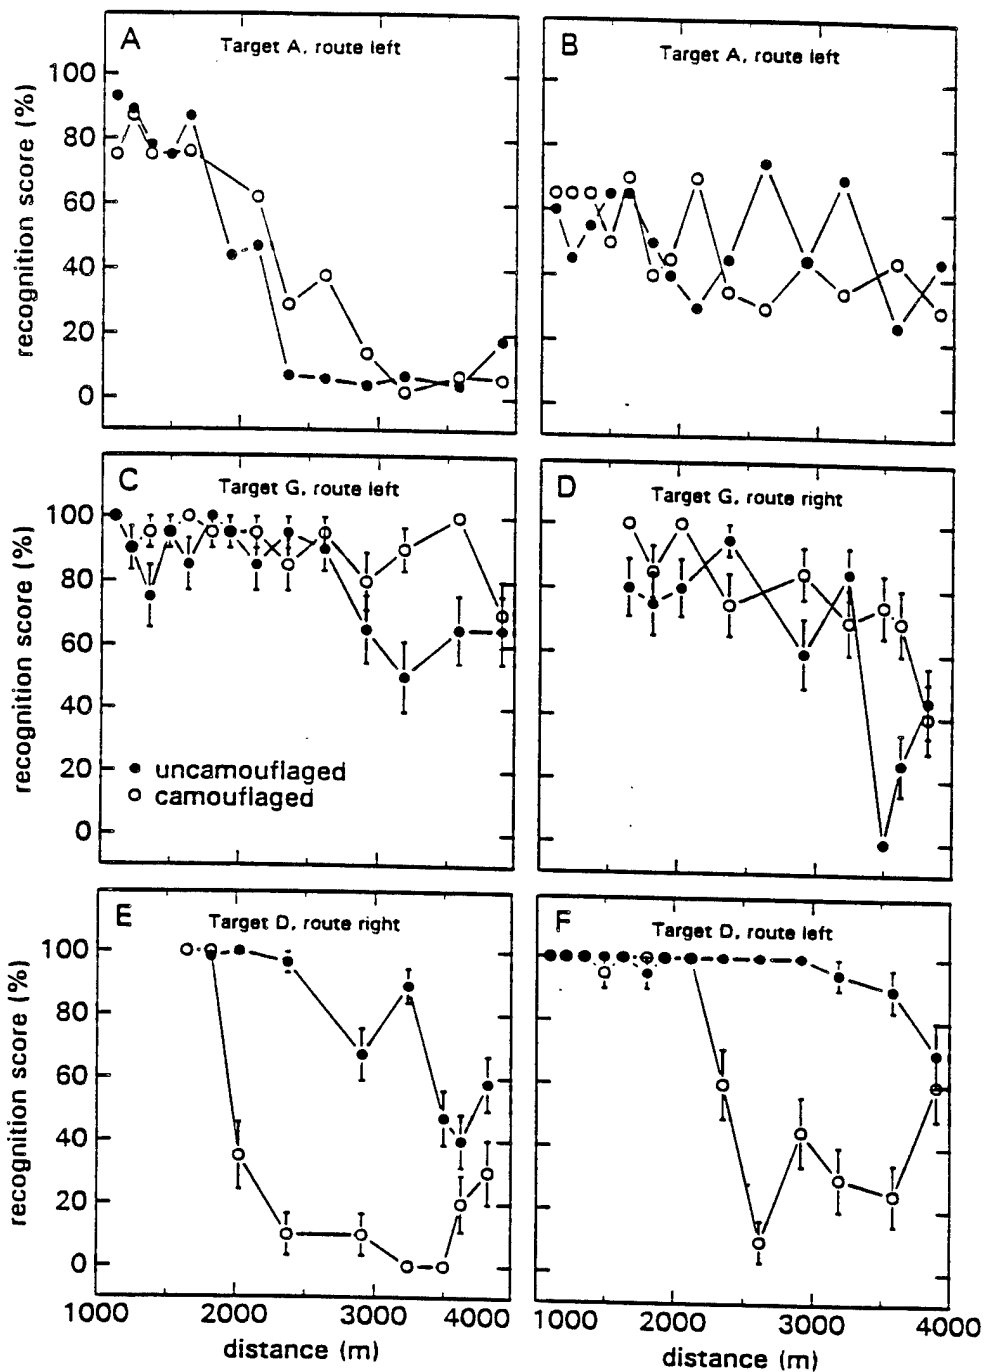 A
Target A, route left
B
Target A, route left
100
80
60
40
20
0
recognition score (%)
C
Target G, route left
D
Target G, route right
100
80
60
40
20
0
recognition score (%)
uncamouflaged
camouflaged
E
Target D, route right
F
Target D, route left
100
80
60
40
20
0
recognition score (%)
1000
2000
3000
4000
1000
2000
3000
4000
distance (m)
distance (m)